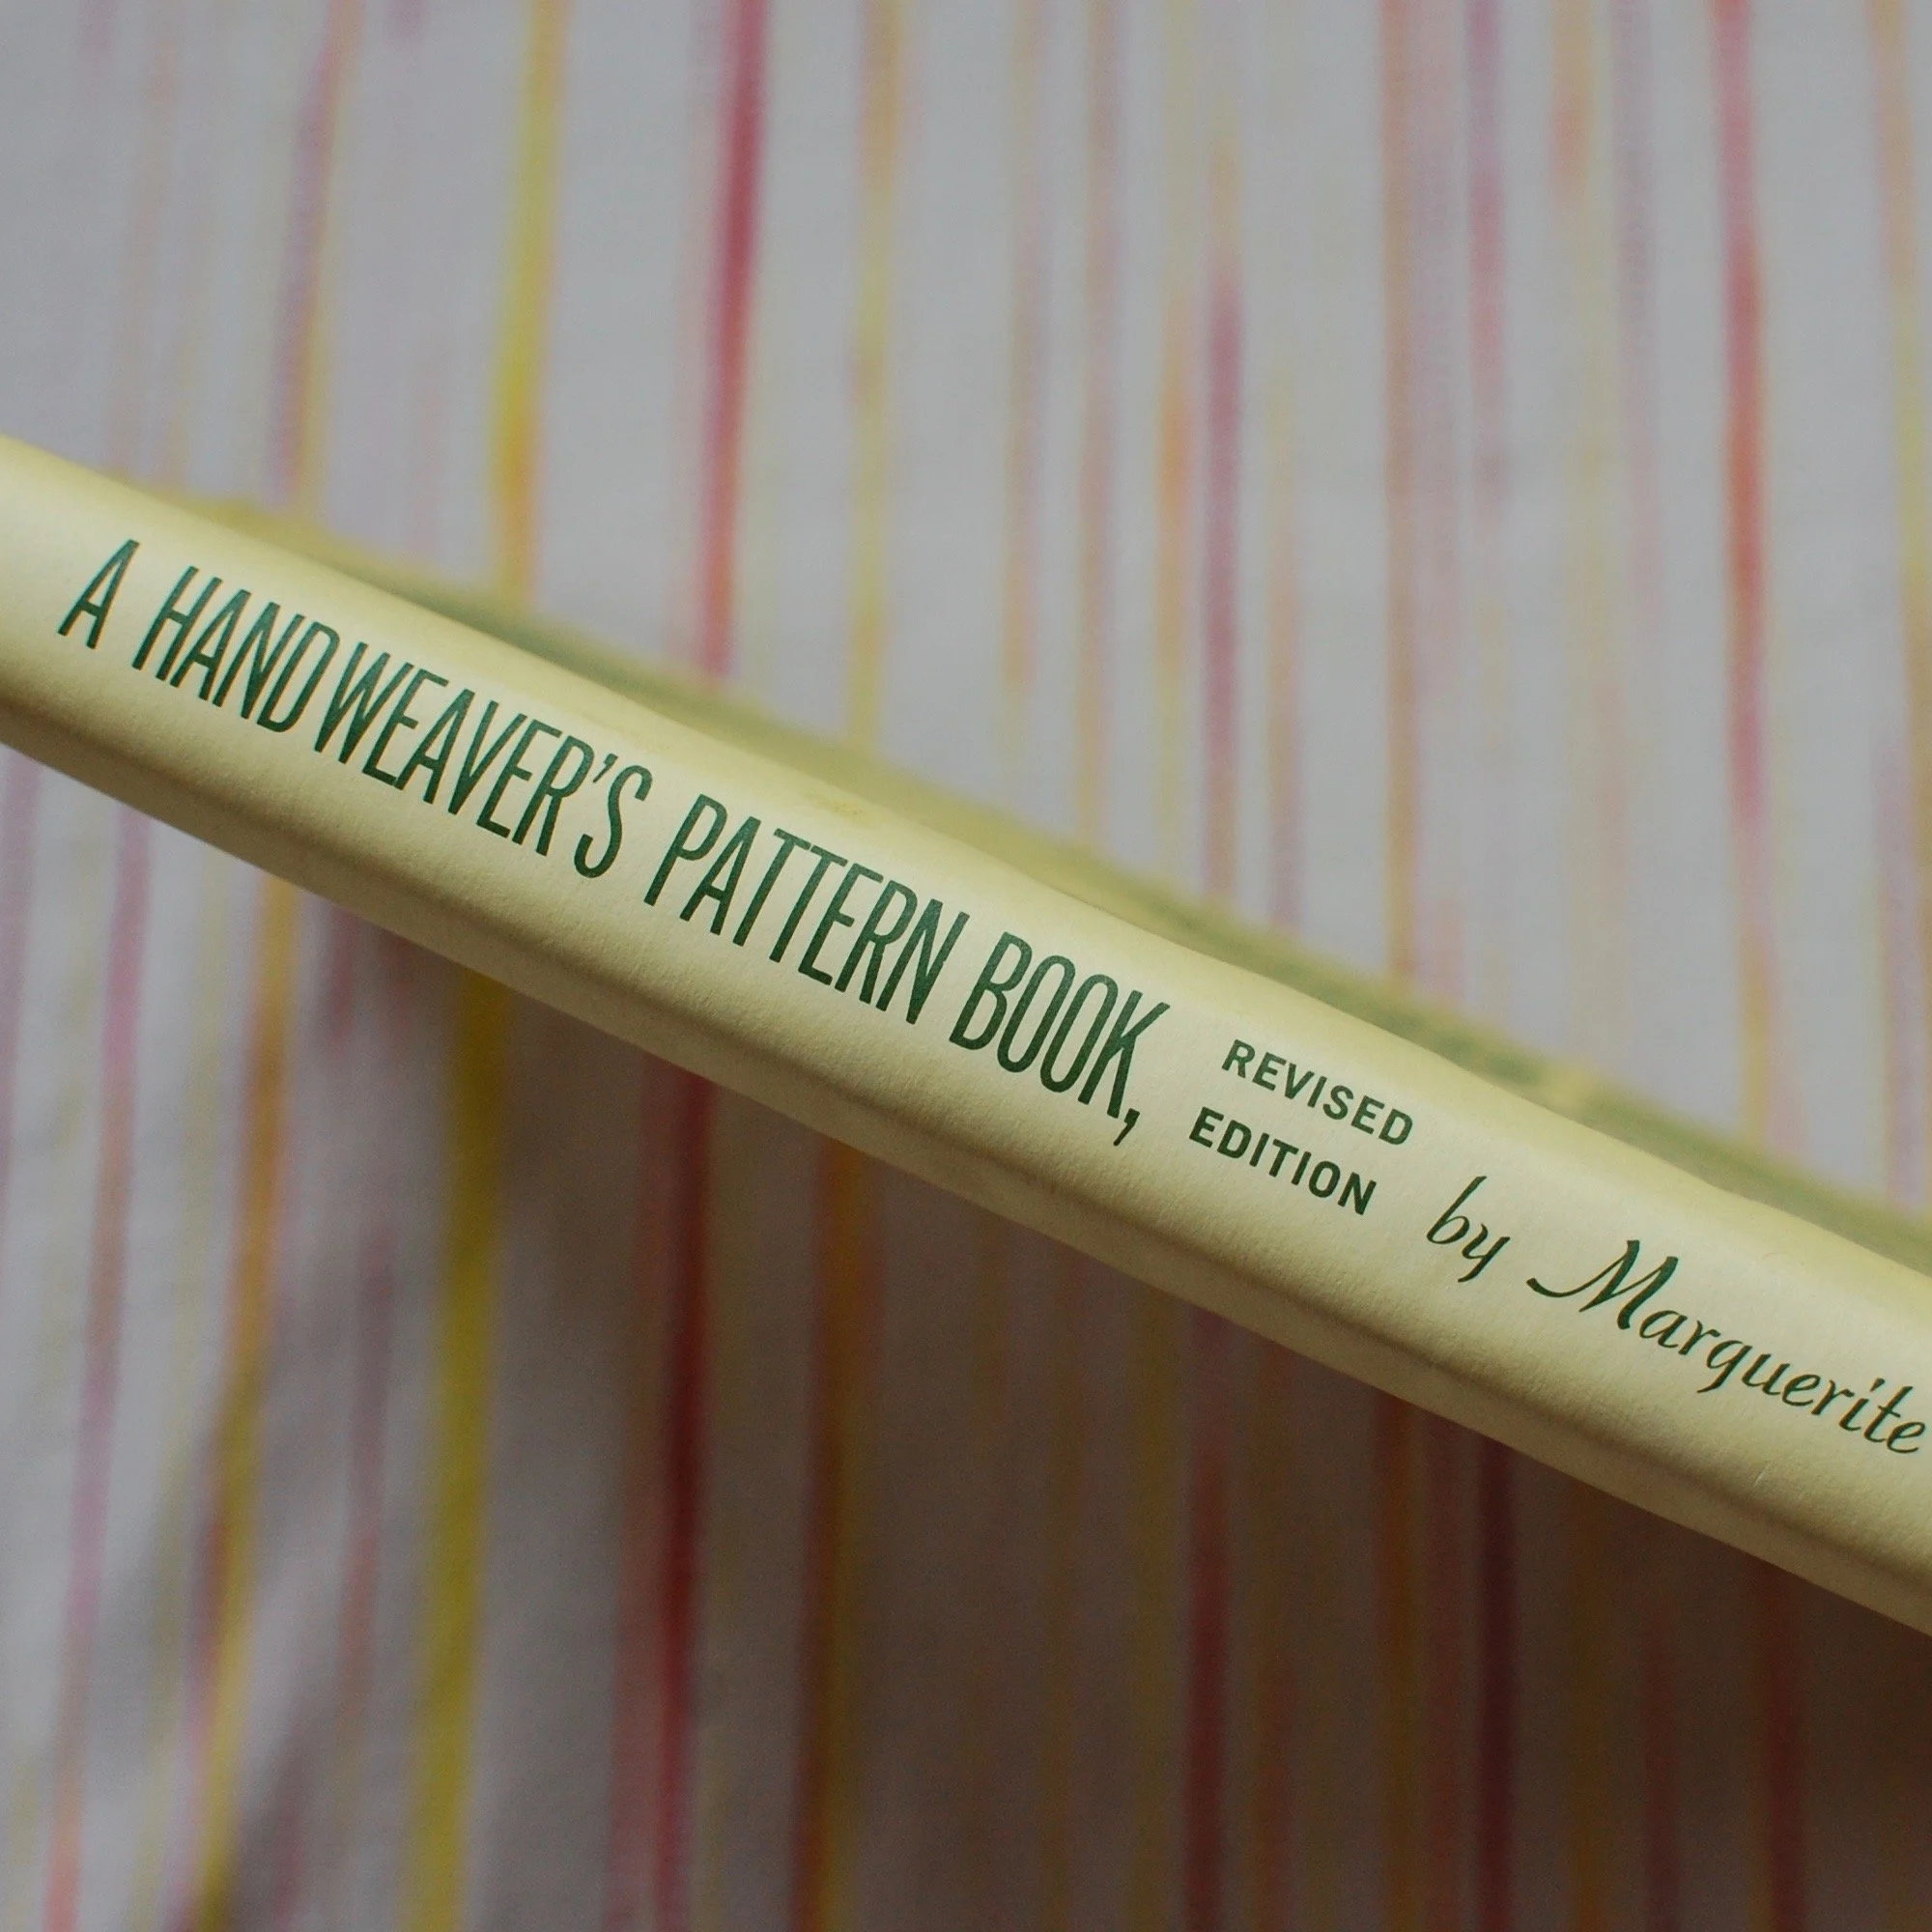 A HANDWEAVER'S PATTERN BOOK,
REVISED
EDITION
by Marguerite